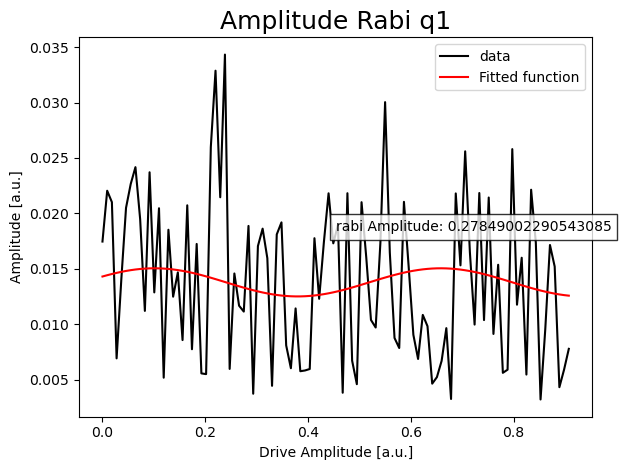 Amplitude Rabi q1
data
Fitted function
rabi Amplitude: 0.27849002290543085
Amplitude [a.u.]
0.035
0.030
0.025
0.020
0.015
0.010
0.005
0.0
0.2
0.4
0.6
0.8
Drive Amplitude [a.u.]